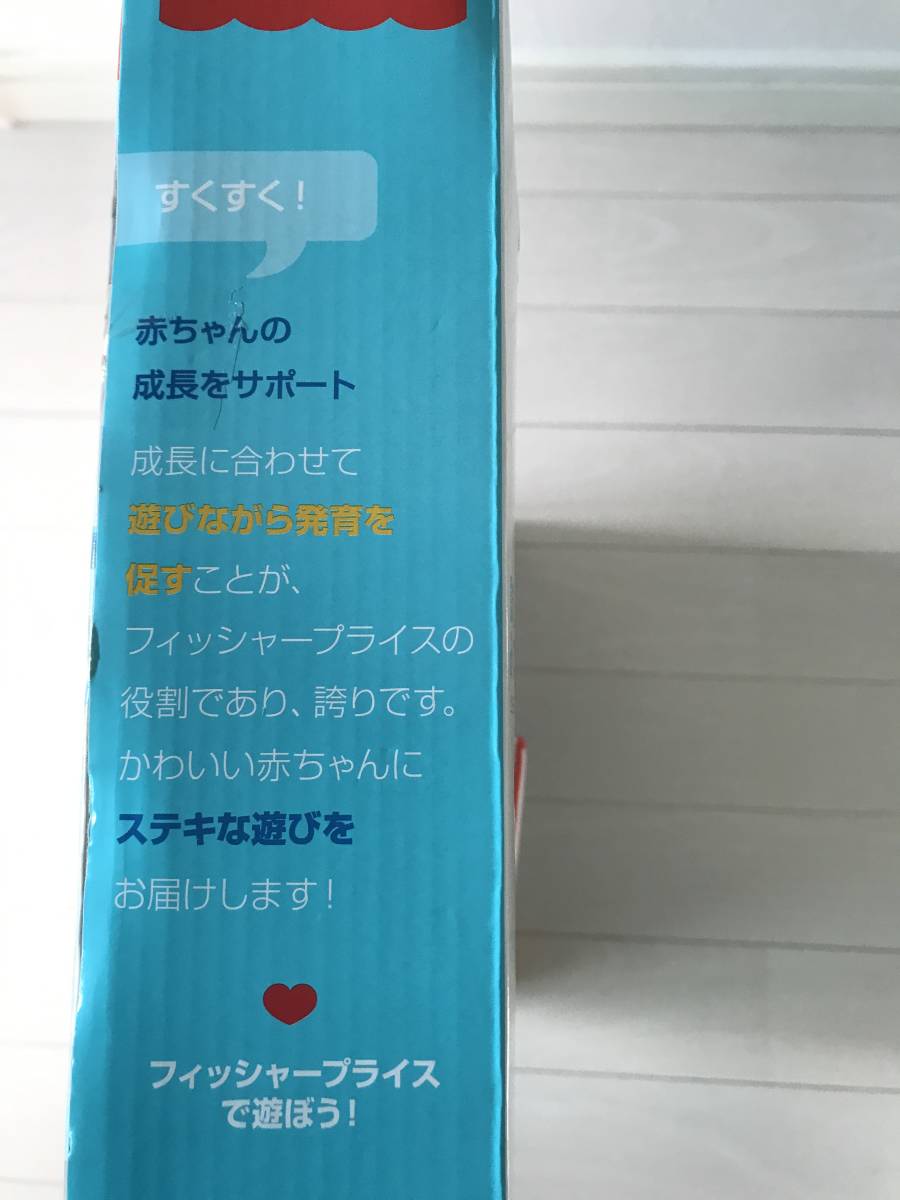 すくすく!
赤ちゃんの
成長をサポート
成長に合わせて
遊びながら発育を
促すことが、
フィッシャープライスの
役割であり、誇りです。
かわいい赤ちゃんに
ステキな遊びを
お届けします!
フィッシャープライス
で遊ぼう!